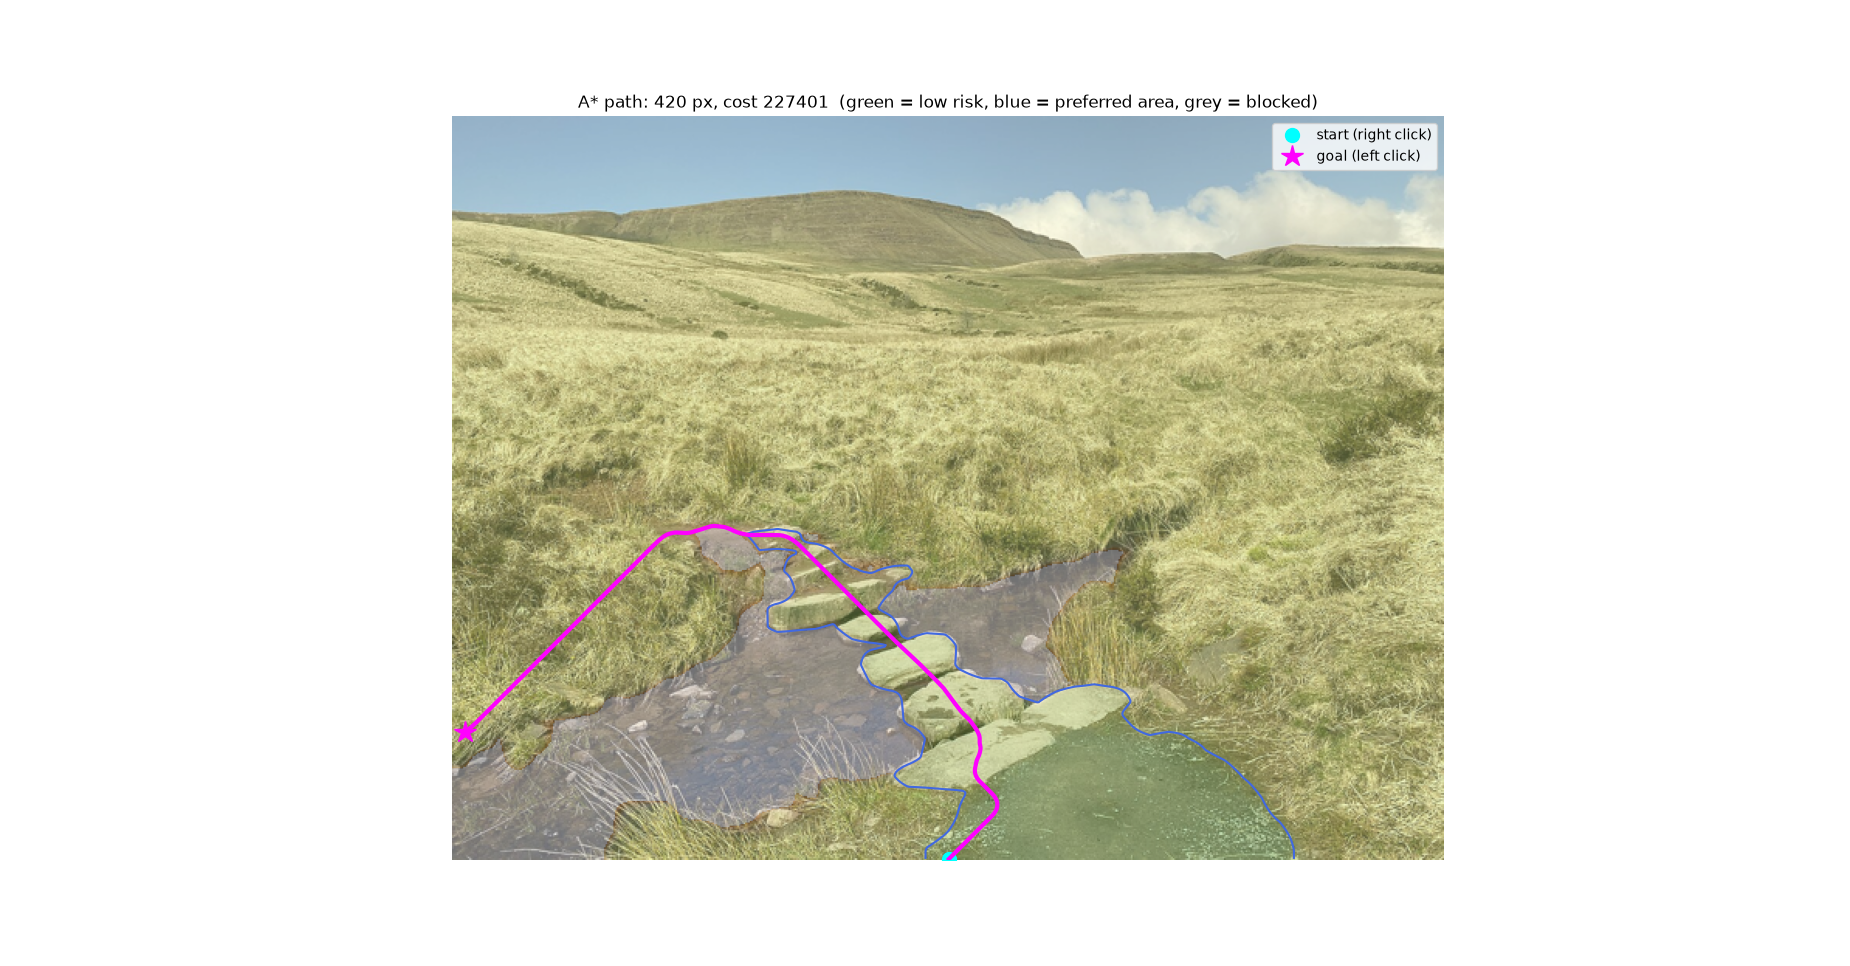 A* path: 420 px, cost 227401  (green = low risk, blue = preferred area, grey = blocked)
start (right click)
goal (left click)